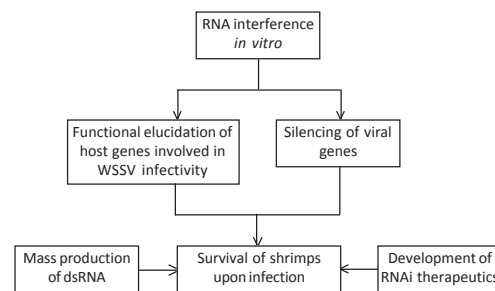 RNA interference
in vitro
Functional elucidation of
host genes involved in
WSSV infectivity
Silencing of viral
genes
Mass production
of dsRNA
Survival of shrimps
upon infection
Development of
RNAi therapeutics